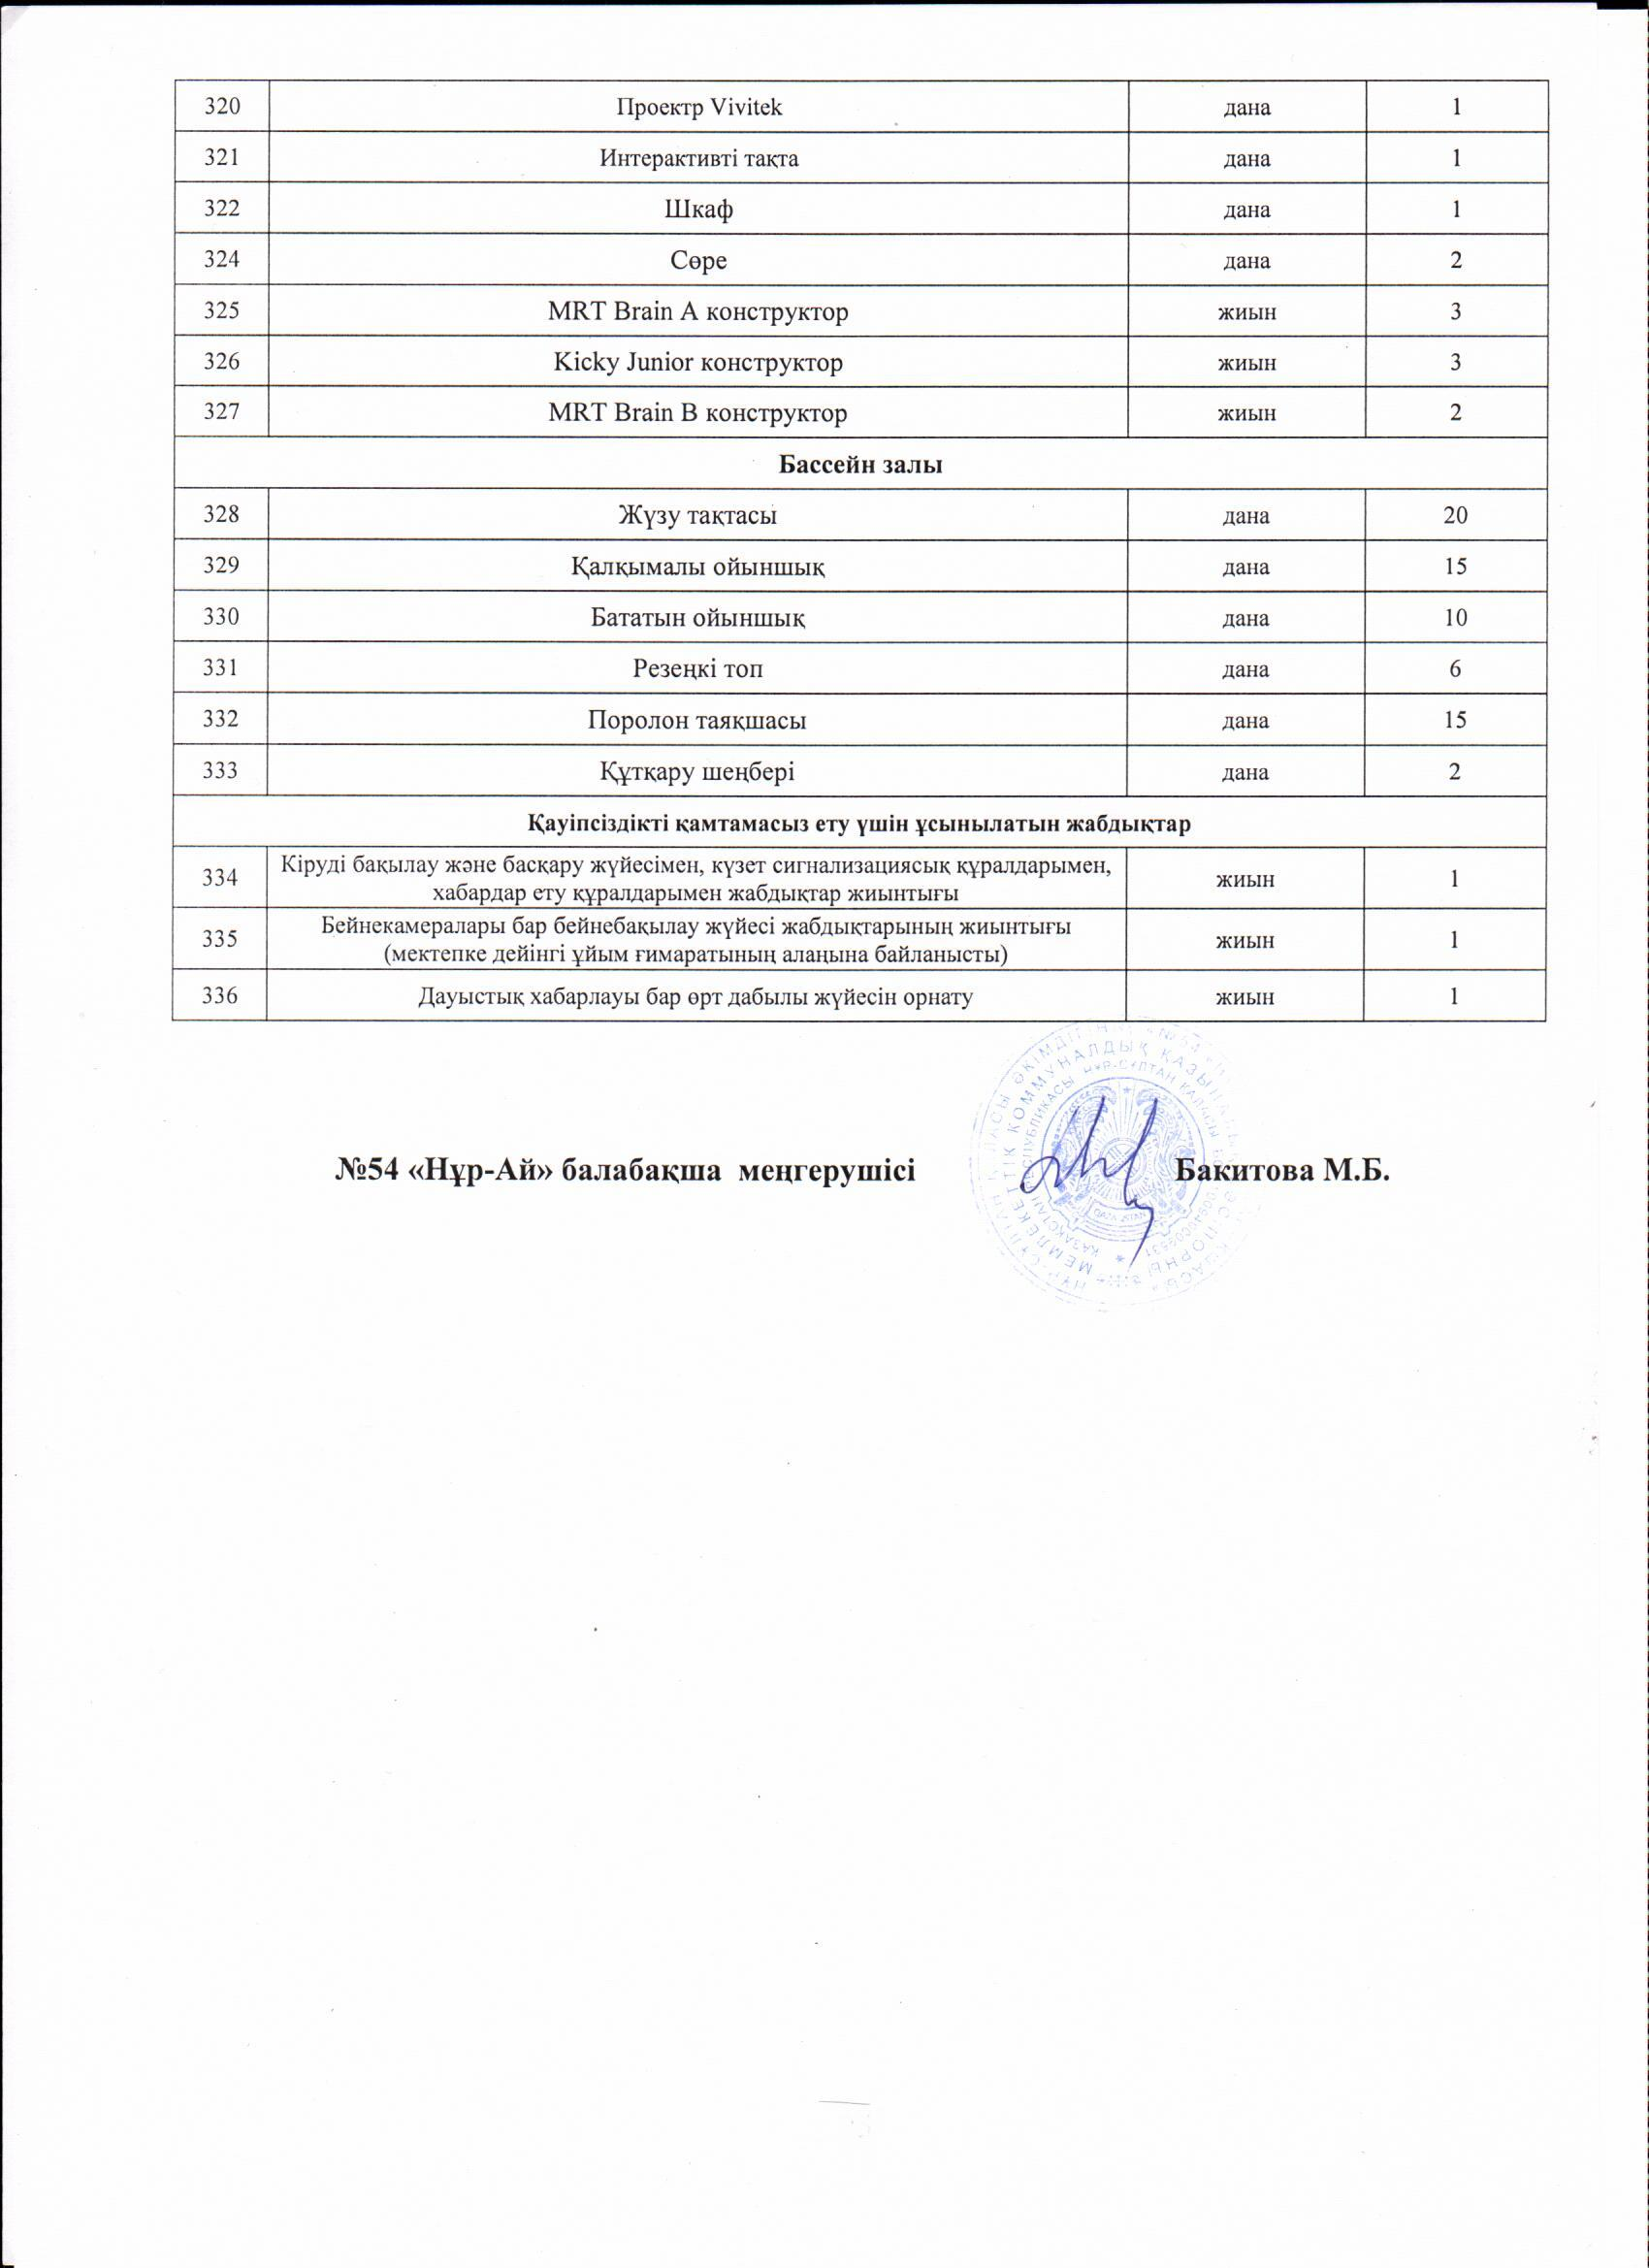 320 Проектр Vivitek дана 1
321 Интерактивті тақта дана 1
322 Шкаф дана 1
324 Сөре дана 2
325 MRT Brain A конструктор жиын 3
326 Kicky Junior конструктор жиын 3
327 MRT Brain B конструктор жиын 2
Бассейн залы
328 Жүзу тақтасы дана 20
329 Қалқымалы ойыншық дана 15
330 Бататын ойыншық дана 10
331 Резеңкі топ дана 6
332 Поролон таяқшасы дана 15
333 Құтқару шеңбері дана 2
Қауіпсіздікті қамтамасыз ету үшін ұсынылатын жабдықтар
334 Кіруді бақылау және басқару жүйесімен, күзет сигнализациясық құралдарымен, жиын 1
хабардар ету құралдарымен жабдықтар жиынтығы
335 Бейнекамералары бар бейнебақылау жүйесі жабдықтарының жиынтығы жиын 1
(мектепке дейінгі ұйым ғимаратының алаңына байланысты)
336 Дауыстық хабарлауы бар өрт дабылы жүйесін орнату жиын 1
№54 «Нұр-Ай» балабақша меңгерушісі Бакитова М.Б.
МЕМЛЕКЕТТІК КОММУНАЛДЫҚ